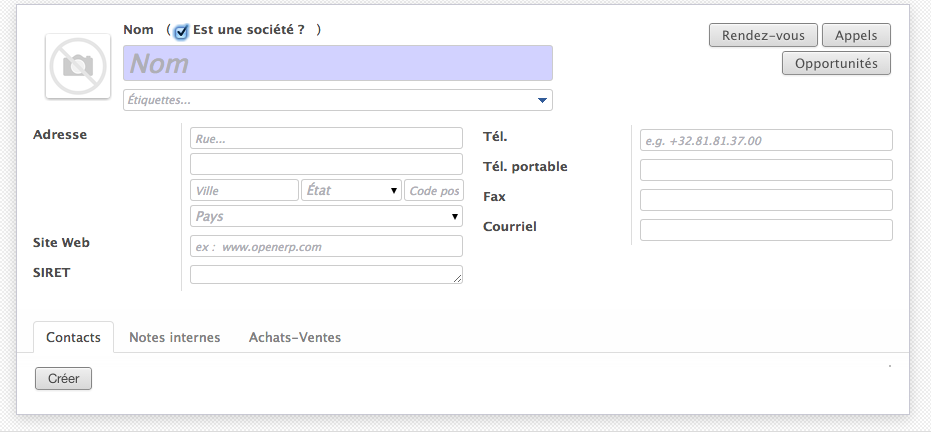 Nom ( Est une société ? )
Nom
Étiquettes...
Rendez-vous Appels
Opportunités
Adresse
Rue...
Ville État Code pos
Pays
Site Web ex : www.openerp.com
SIRET
Tél. e.g. +32.81.81.37.00
Tél. portable
Fax
Courriel
Contacts Notes internes Achats-Ventes
Créer